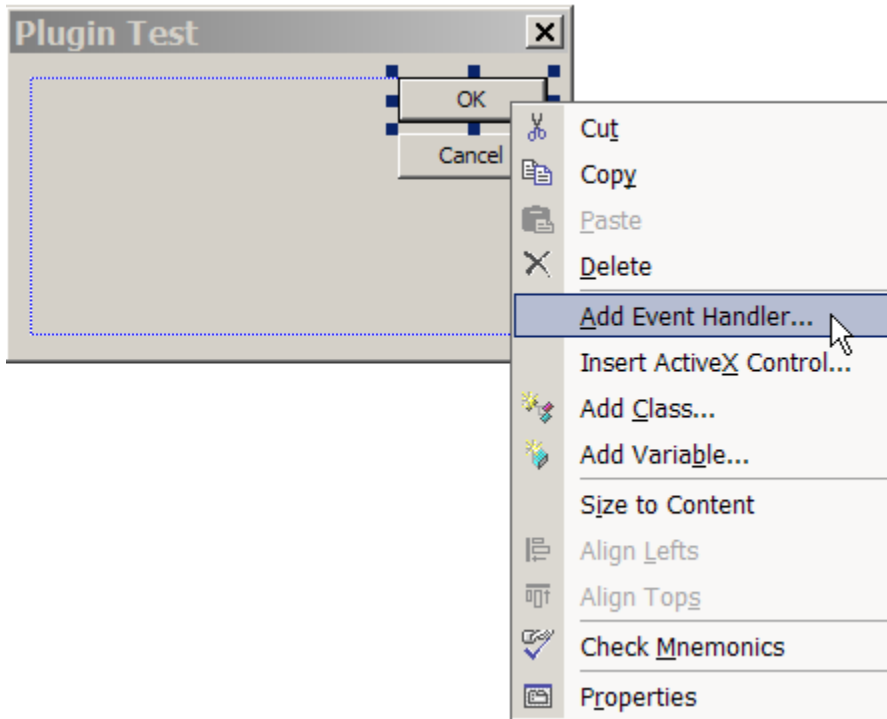 Plugin Test
OK
Cancel
Cut
Copy
Paste
Delete
Add Event Handler...
Insert ActiveX Control...
Add Class...
Add Variable...
Size to Content
Align Lefts
Align Tops
Check Mnemonics
Properties